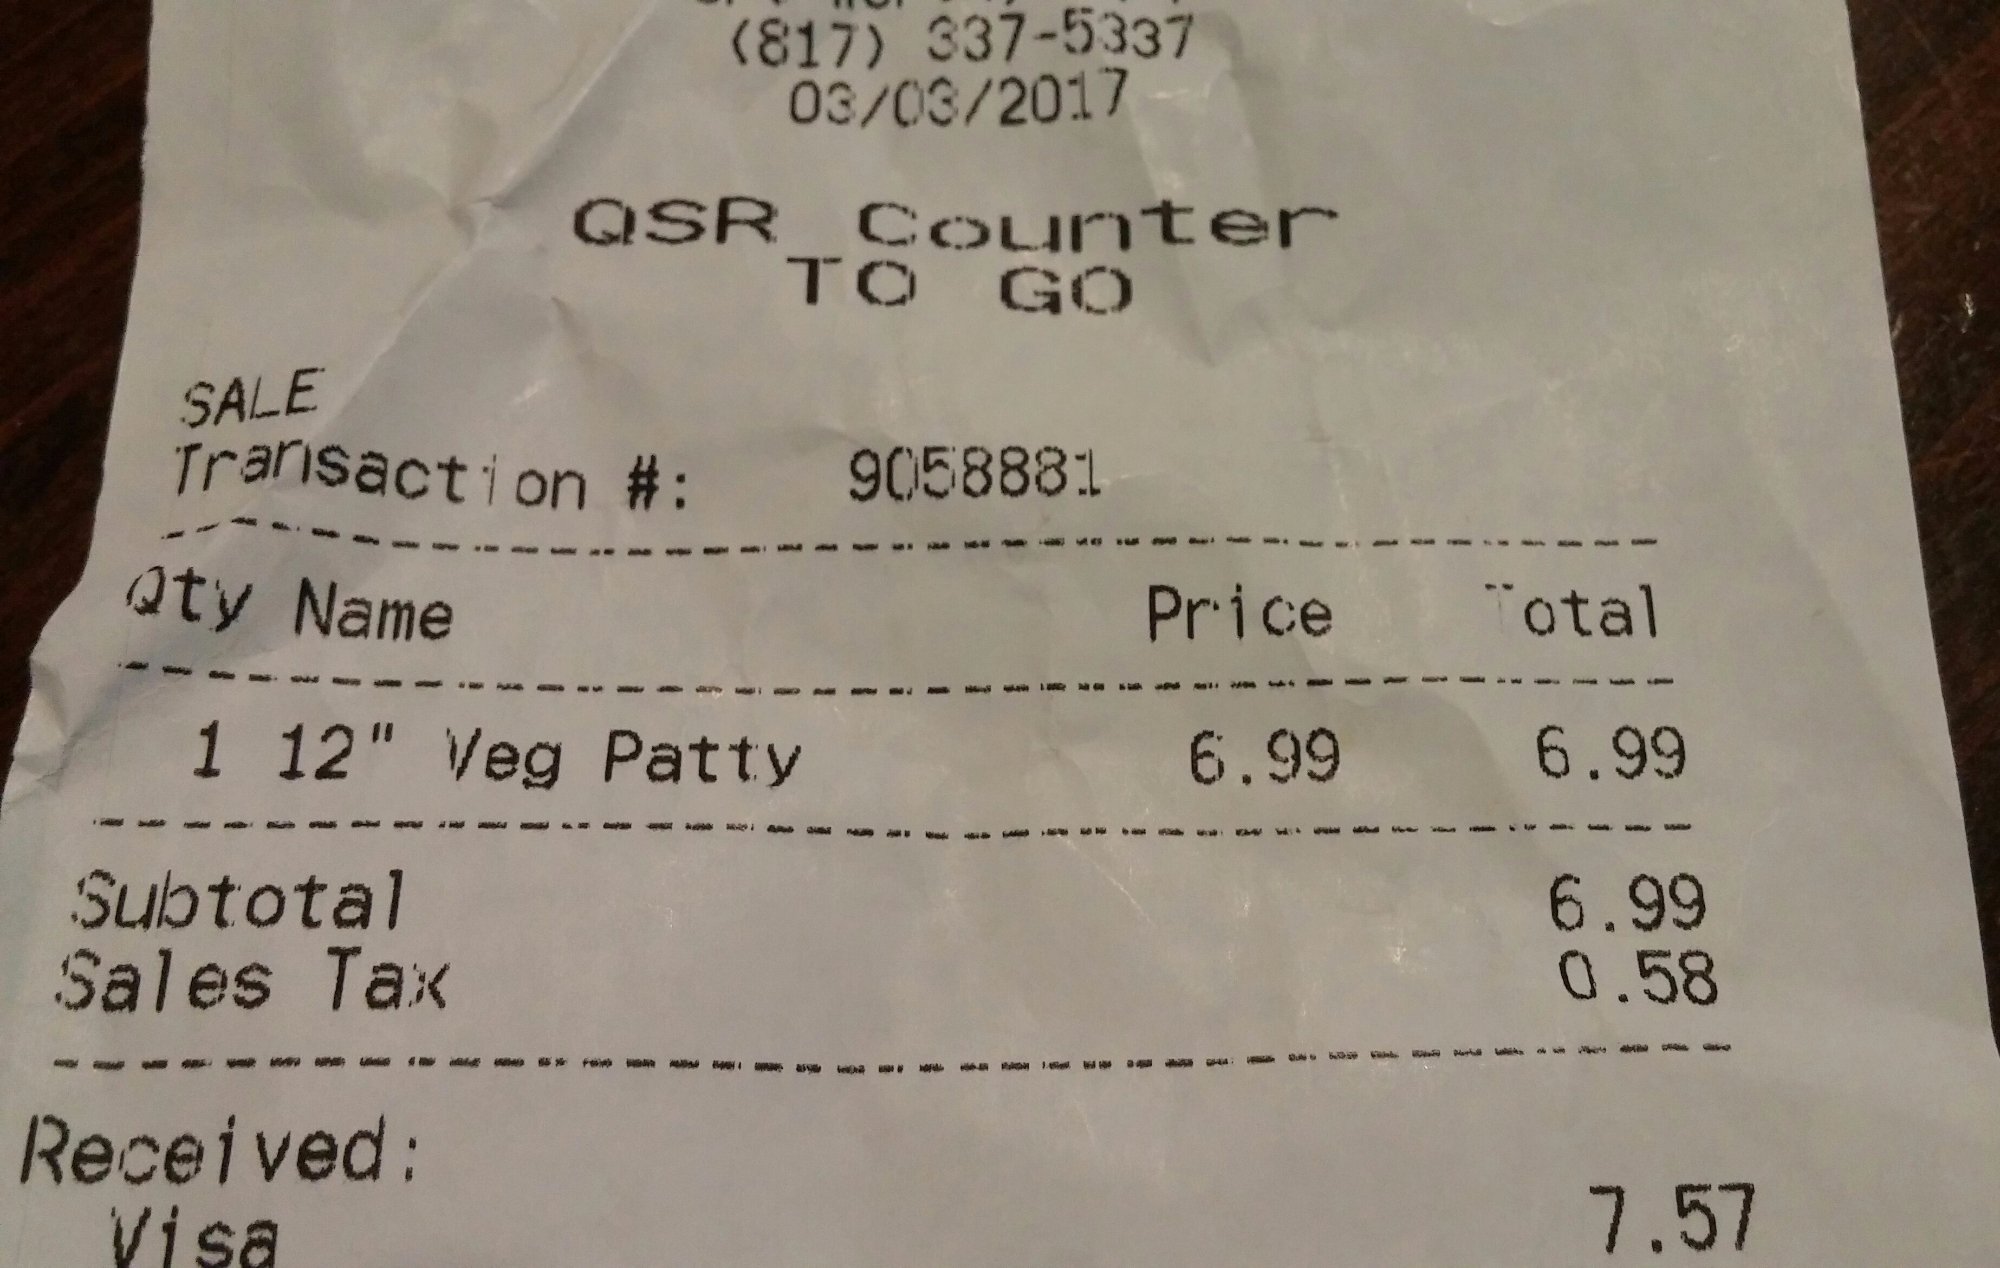 (817) 337-5337
03/03/2017
QSR Counter
TO GO
SALE
Transaction #: 9058881
Qty Name Price Total
1 12" Veg Patty 6.99 6.99
Subtotal 6.99
Sales Tax 0.58
Received:
Visa 7.57